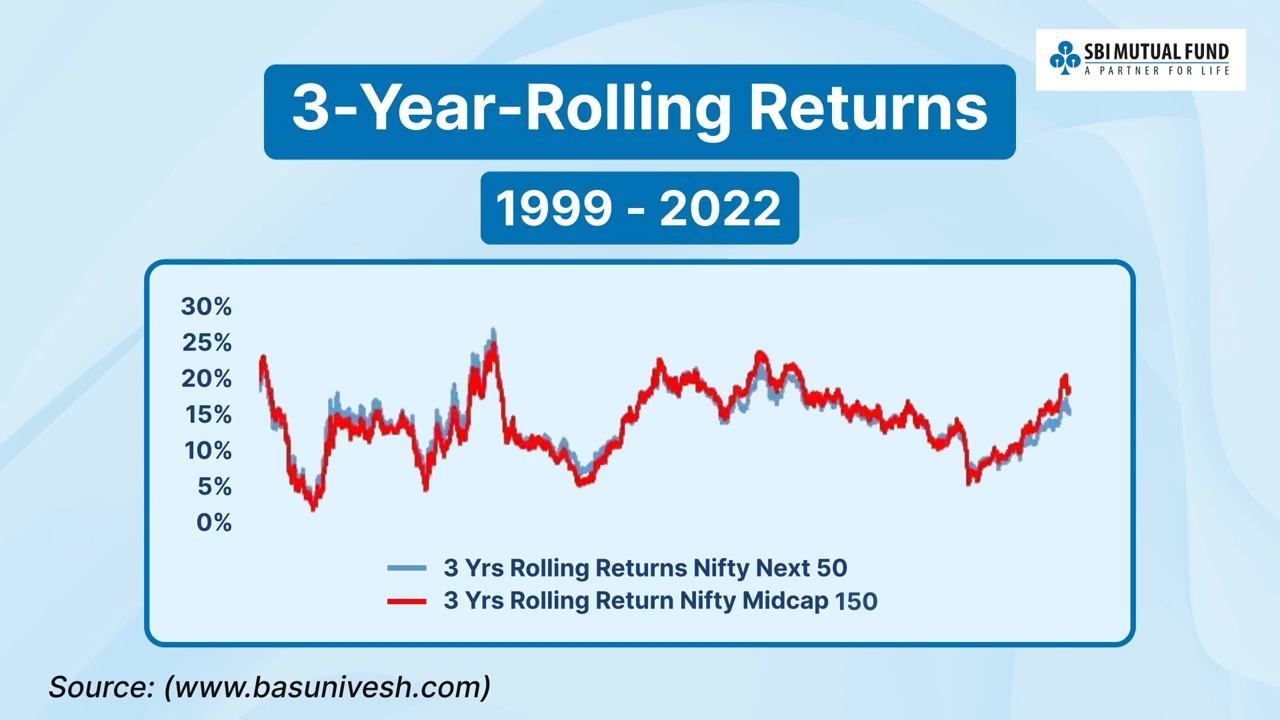 SBI MUTUAL FUND
A PARTNER FOR LIFE
3-Year-Rolling Returns
1999 - 2022
30%
25%
20%
15%
10%
5%
0%
3 Yrs Rolling Returns Nifty Next 50
3 Yrs Rolling Return Nifty Midcap 150
Source: (www.basunivesh.com)